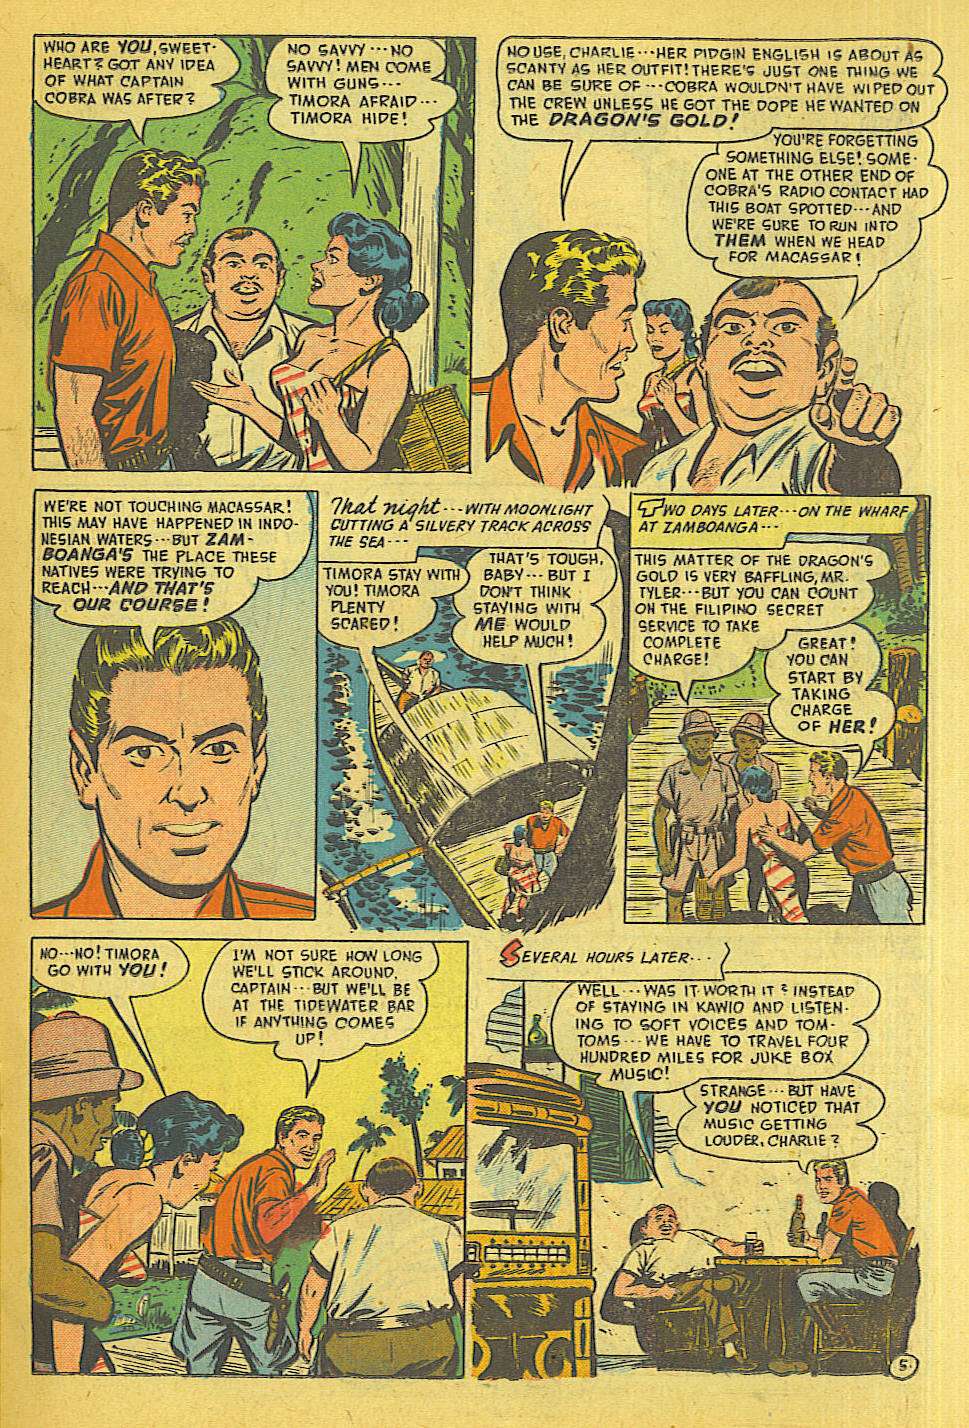 WHO ARE YOU, SWEET-
HEART? GOT ANY IDEA
OF WHAT CAPTAIN
COBRA WAS AFTER?
NO SAVVY---NO
SAVVY! MEN COME
WITH GUNS---
TIMORA AFRAID---
TIMORA HIDE!
NO USE, CHARLIE---HER PIDGIN ENGLISH IS ABOUT AS
SCANTY AS HER OUTFIT! THERE'S JUST ONE THING WE
CAN BE SURE OF---COBRA WOULDN'T HAVE WIPED OUT
THE CREW UNLESS HE GOT THE DOPE HE WANTED ON
THE DRAGON'S GOLD!
YOU'RE FORGETTING
SOMETHING ELSE! SOME-
ONE AT THE OTHER END OF
COBRA'S RADIO CONTACT HAD
THIS BOAT SPOTTED---AND
WE'RE SURE TO RUN INTO
THEM WHEN WE HEAD
FOR MACASSAR!
WE'RE NOT TOUCHING MACASSAR!
THIS MAY HAVE HAPPENED IN INDO-
NESIAN WATERS---BUT ZAM-
BOANGA'S THE PLACE THESE
NATIVES WERE TRYING TO
REACH---AND THAT'S
OUR COURSE!
That night---WITH MOONLIGHT
CUTTING A SILVERY TRACK ACROSS
THE SEA---
TIMORA STAY WITH
YOU! TIMORA
PLENTY
SCARED!
THAT'S TOUGH,
BABY---BUT I
DON'T THINK
STAYING WITH
ME WOULD
HELP MUCH!
TWO DAYS LATER---ON THE WHARF
AT ZAMBOANGA---
THIS MATTER OF THE DRAGON'S
GOLD IS VERY BAFFLING, MR.
TYLER---BUT YOU CAN COUNT
ON THE FILIPINO SECRET
SERVICE TO TAKE
COMPLETE
CHARGE!
GREAT!
YOU CAN
START BY
TAKING
CHARGE
OF HER!
NO---NO! TIMORA
GO WITH YOU!
I'M NOT SURE HOW LONG
WE'LL STICK AROUND,
CAPTAIN---BUT WE'LL BE
AT THE TIDEWATER BAR
IF ANYTHING COMES
UP!
SEVERAL HOURS LATER---
WELL---WAS IT WORTH IT? INSTEAD
OF STAYING IN KAWIO AND LISTEN-
ING TO SOFT VOICES AND TOM-
TOMS---WE HAVE TO TRAVEL FOUR
HUNDRED MILES FOR JUKE BOX
MUSIC!
STRANGE---BUT HAVE
YOU NOTICED THAT
MUSIC GETTING
LOUDER, CHARLIE?
5